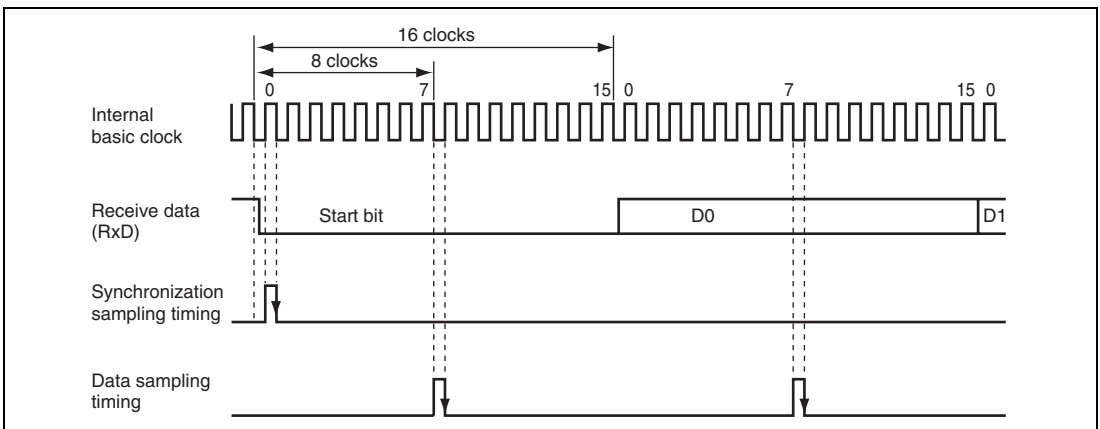 16 clocks
8 clocks
0 7 15 0 7 15 0
Internal
basic clock
Receive data
(RxD)
Start bit D0 D1
Synchronization
sampling timing
Data sampling
timing